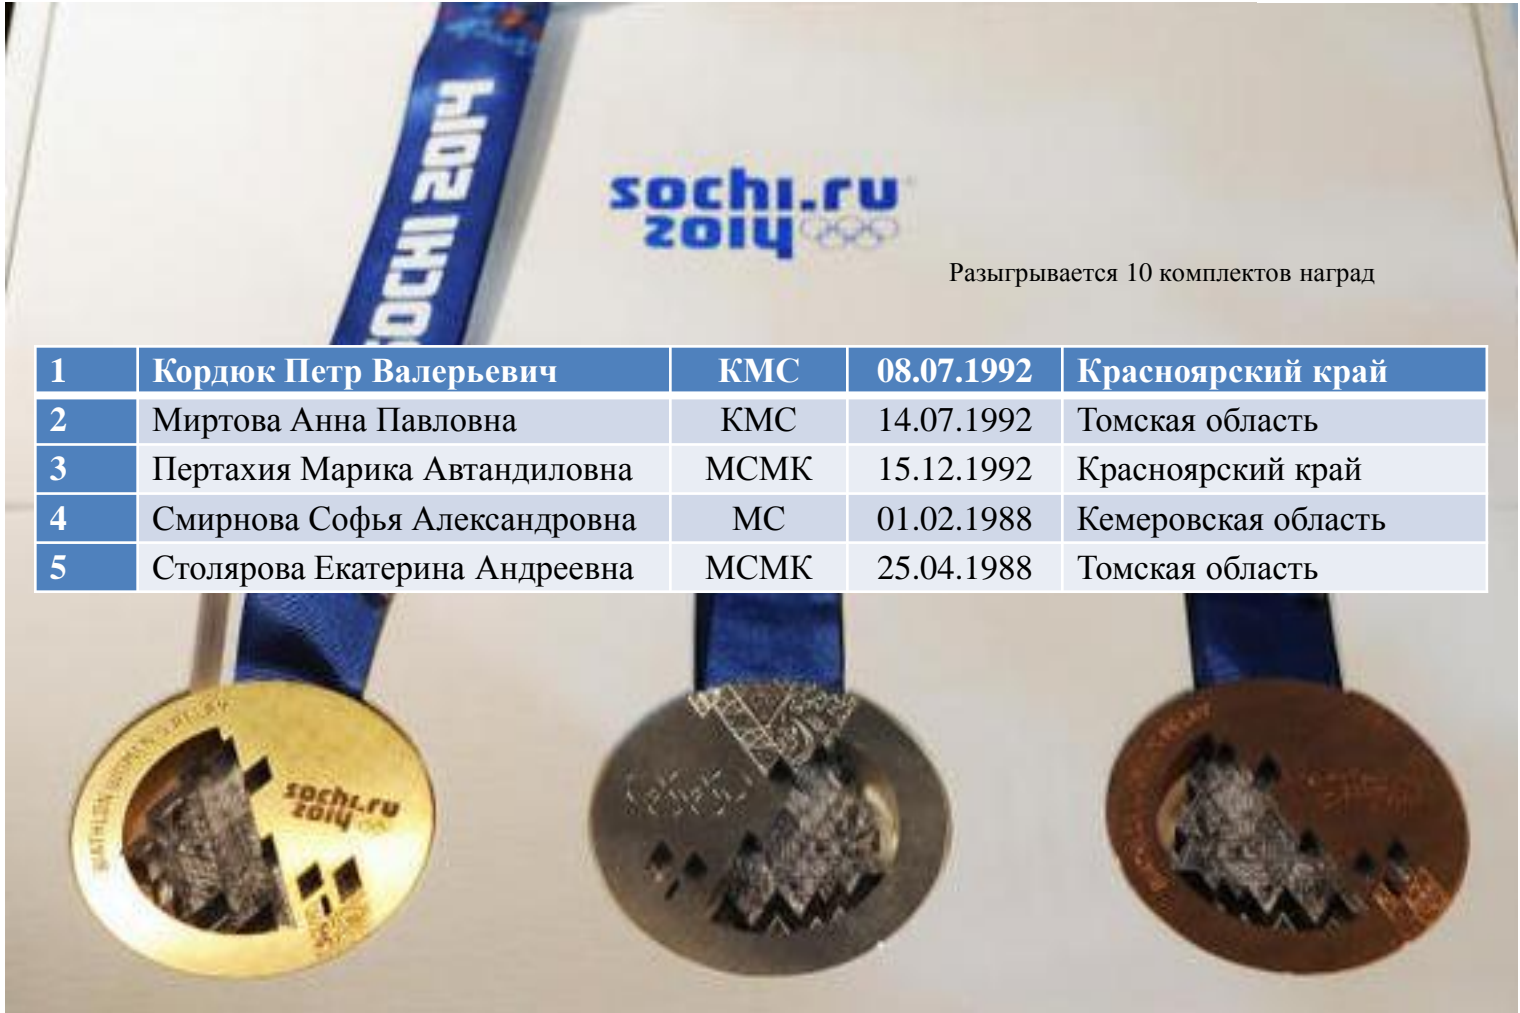 SOCHI 2014
sochi.ru
2014
Разыгрывается 10 комплектов наград
1 Кордюк Петр Валерьевич КМС 08.07.1992 Красноярский край
2 Миртова Анна Павловна КМС 14.07.1992 Томская область
3 Пертахия Марика Автандиловна МСМК 15.12.1992 Красноярский край
4 Смирнова Софья Александровна МС 01.02.1988 Кемеровская область
5 Столярова Екатерина Андреевна МСМК 25.04.1988 Томская область
sochi.ru
2014